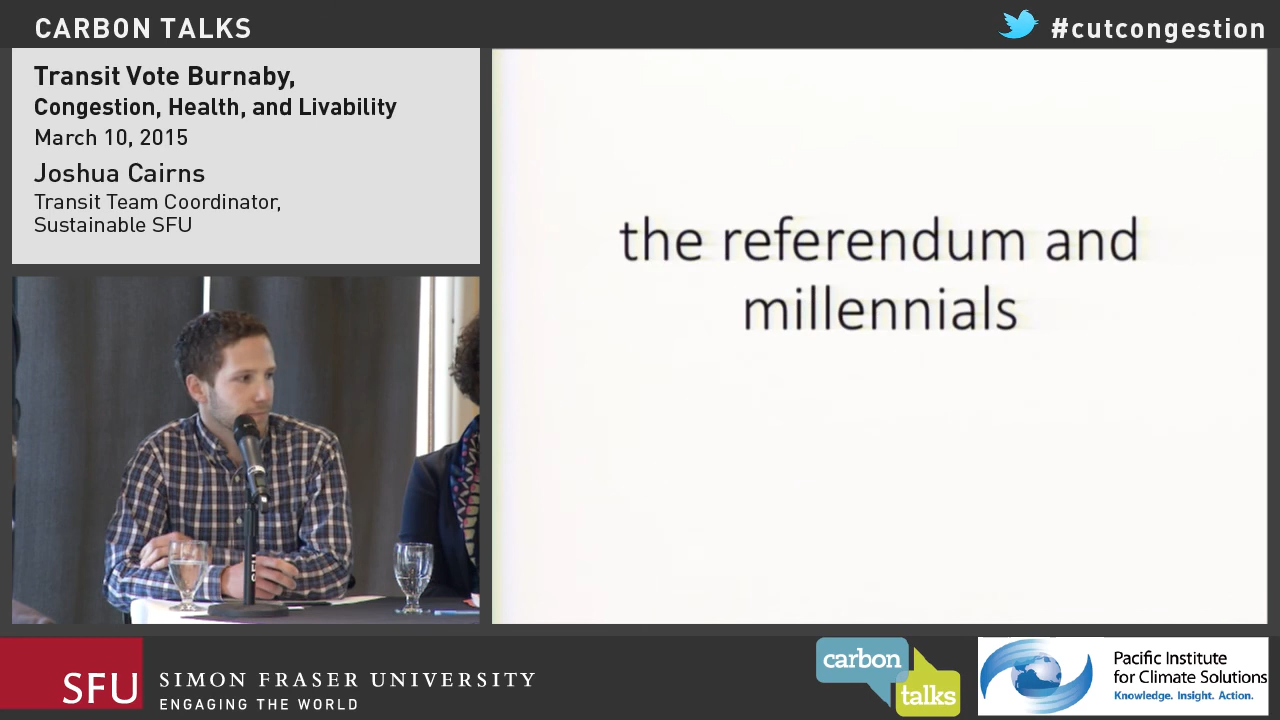 CARBON TALKS
#cutcongestion
Transit Vote Burnaby,
Congestion, Health, and Livability
March 10, 2015
Joshua Cairns
Transit Team Coordinator,
Sustainable SFU
the referendum and
millennials
SFU
SFU
SIMON FRASER UNIVERSITY
ENGAGING THE WORLD
carbon
talks
Pacific Institute
for Climate Solutions
Knowledge. Insight. Action.